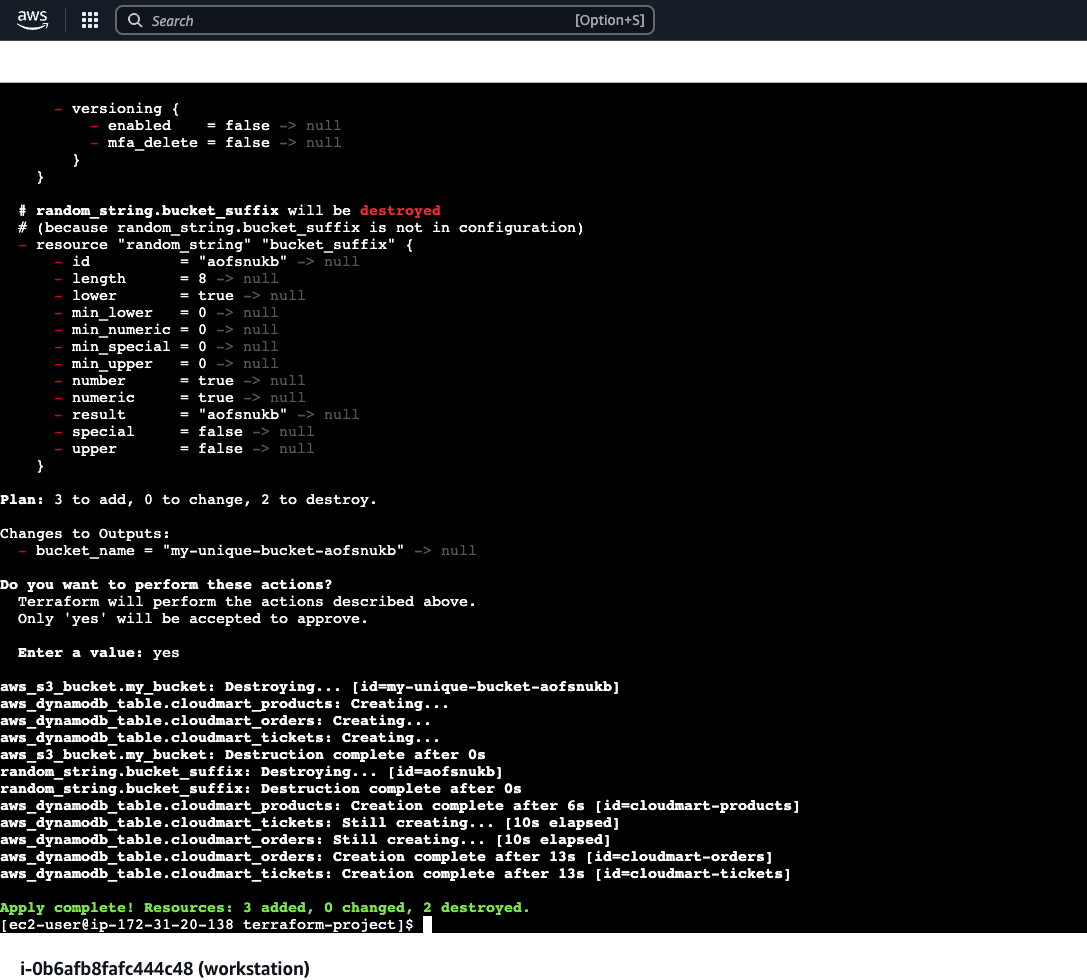 aws
Search [Option+S]
- versioning {
- enabled = false -> null
- mfa_delete = false -> null
}
}
# random_string.bucket_suffix will be destroyed
# (because random_string.bucket_suffix is not in configuration)
- resource "random_string" "bucket_suffix" {
- id = "aofsnukb" -> null
- length = 8 -> null
- lower = true -> null
- min_lower = 0 -> null
- min_numeric = 0 -> null
- min_special = 0 -> null
- min_upper = 0 -> null
- number = true -> null
- numeric = true -> null
- result = "aofsnukb" -> null
- special = false -> null
- upper = false -> null
}
Plan: 3 to add, 0 to change, 2 to destroy.
Changes to Outputs:
- bucket_name = "my-unique-bucket-aofsnukb" -> null
Do you want to perform these actions?
Terraform will perform the actions described above.
Only 'yes' will be accepted to approve.
Enter a value: yes
aws_s3_bucket.my_bucket: Destroying... [id=my-unique-bucket-aofsnukb]
aws_dynamodb_table.cloudmart_products: Creating...
aws_dynamodb_table.cloudmart_orders: Creating...
aws_dynamodb_table.cloudmart_tickets: Creating...
aws_s3_bucket.my_bucket: Destruction complete after 0s
random_string.bucket_suffix: Destroying... [id=aofsnukb]
random_string.bucket_suffix: Destruction complete after 0s
aws_dynamodb_table.cloudmart_products: Creation complete after 6s [id=cloudmart-products]
aws_dynamodb_table.cloudmart_tickets: Still creating... [10s elapsed]
aws_dynamodb_table.cloudmart_orders: Still creating... [10s elapsed]
aws_dynamodb_table.cloudmart_orders: Creation complete after 13s [id=cloudmart-orders]
aws_dynamodb_table.cloudmart_tickets: Creation complete after 13s [id=cloudmart-tickets]
Apply complete! Resources: 3 added, 0 changed, 2 destroyed.
[ec2-user@ip-172-31-20-138 terraform-project]$
i-0b6afb8fafc444c48 (workstation)